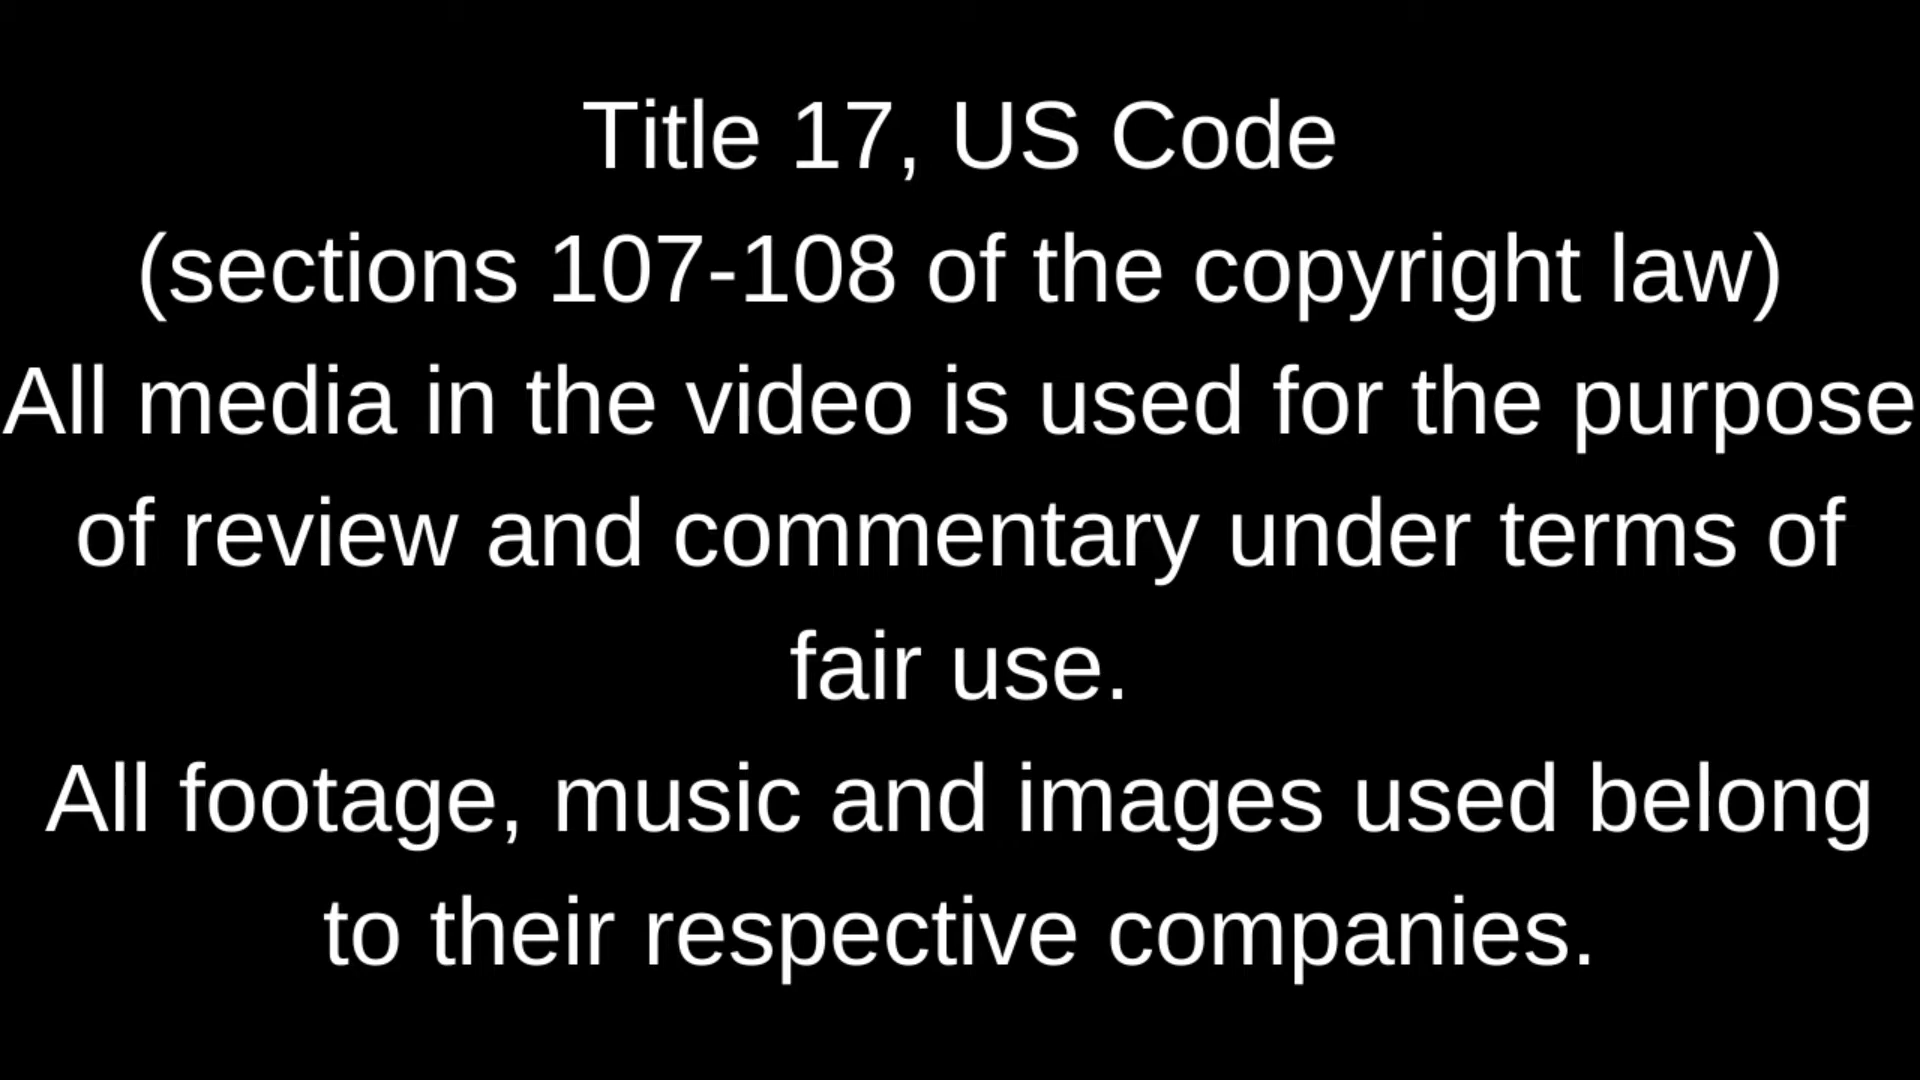 Title 17, US Code
(sections 107-108 of the copyright law)
All media in the video is used for the purpose
of review and commentary under terms of
fair use.
All footage, music and images used belong
to their respective companies.